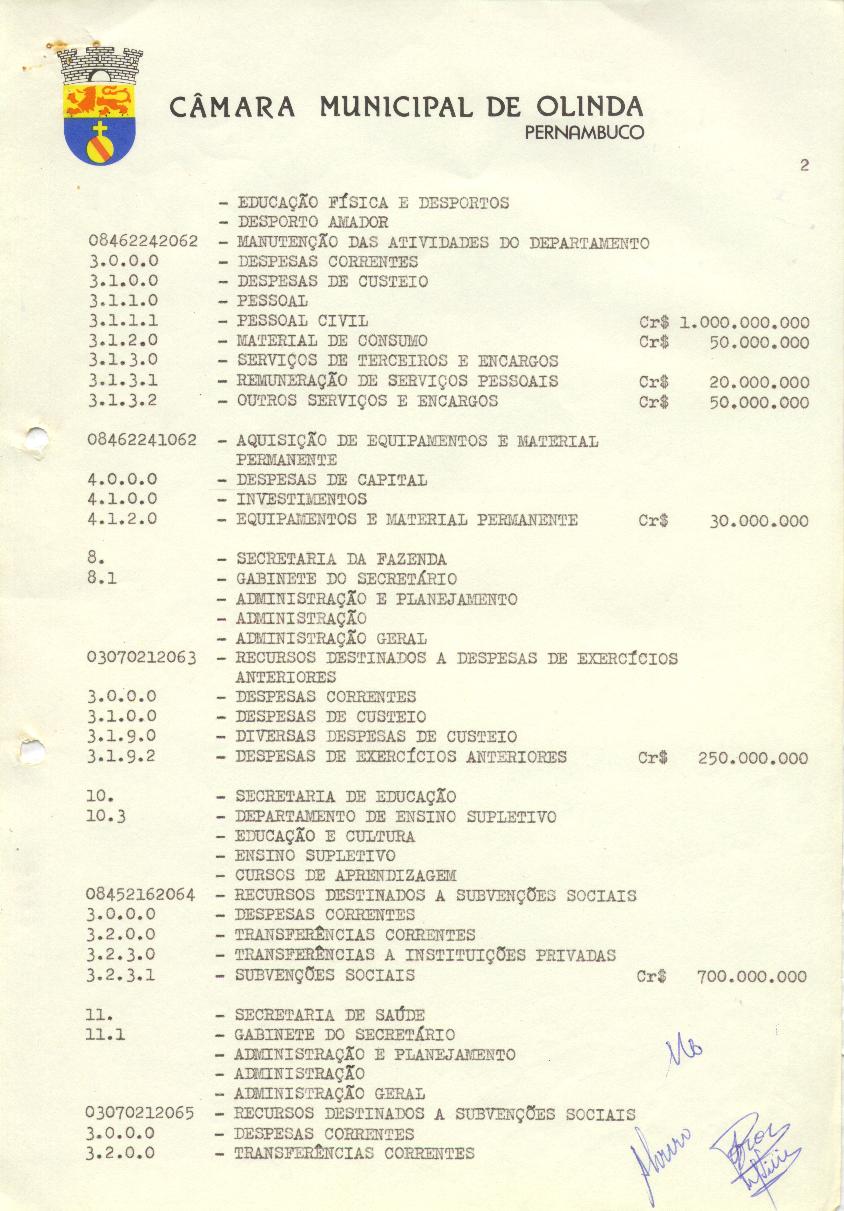 CÂMARA MUNICIPAL DE OLINDA
PERNAMBUCO
2
- EDUCAÇÃO FÍSICA E DESPORTOS
- DESPORTO AMADOR
08462242062 - MANUTENÇÃO DAS ATIVIDADES DO DEPARTAMENTO
3.0.0.0 - DESPESAS CORRENTES
3.1.0.0 - DESPESAS DE CUSTEIO
3.1.1.0 - PESSOAL
3.1.1.1 - PESSOAL CIVIL Cr$ 1.000.000.000
3.1.2.0 - MATERIAL DE CONSUMO Cr$ 50.000.000
3.1.3.0 - SERVIÇOS DE TERCEIROS E ENCARGOS
3.1.3.1 - REMUNERAÇÃO DE SERVIÇOS PESSOAIS Cr$ 20.000.000
3.1.3.2 - OUTROS SERVIÇOS E ENCARGOS Cr$ 50.000.000
08462241062 - AQUISIÇÃO DE EQUIPAMENTOS E MATERIAL
PERMANENTE
4.0.0.0 - DESPESAS DE CAPITAL
4.1.0.0 - INVESTIMENTOS
4.1.2.0 - EQUIPAMENTOS E MATERIAL PERMANENTE Cr$ 30.000.000
8. - SECRETARIA DA FAZENDA
8.1 - GABINETE DO SECRETÁRIO
- ADMINISTRAÇÃO E PLANEJAMENTO
- ADMINISTRAÇÃO
- ADMINISTRAÇÃO GERAL
03070212063 - RECURSOS DESTINADOS A DESPESAS DE EXERCÍCIOS
ANTERIORES
3.0.0.0 - DESPESAS CORRENTES
3.1.0.0 - DESPESAS DE CUSTEIO
3.1.9.0 - DIVERSAS DESPESAS DE CUSTEIO
3.1.9.2 - DESPESAS DE EXERCÍCIOS ANTERIORES Cr$ 250.000.000
10. - SECRETARIA DE EDUCAÇÃO
10.3 - DEPARTAMENTO DE ENSINO SUPLETIVO
- EDUCAÇÃO E CULTURA
- ENSINO SUPLETIVO
- CURSOS DE APRENDIZAGEM
08452162064 - RECURSOS DESTINADOS A SUBVENÇÕES SOCIAIS
3.0.0.0 - DESPESAS CORRENTES
3.2.0.0 - TRANSFERÊNCIAS CORRENTES
3.2.3.0 - TRANSFERÊNCIAS A INSTITUIÇÕES PRIVADAS
3.2.3.1 - SUBVENÇÕES SOCIAIS Cr$ 700.000.000
11. - SECRETARIA DE SAÚDE
11.1 - GABINETE DO SECRETÁRIO
- ADMINISTRAÇÃO E PLANEJAMENTO
- ADMINISTRAÇÃO
- ADMINISTRAÇÃO GERAL
03070212065 - RECURSOS DESTINADOS A SUBVENÇÕES SOCIAIS
3.0.0.0 - DESPESAS CORRENTES
3.2.0.0 - TRANSFERÊNCIAS CORRENTES